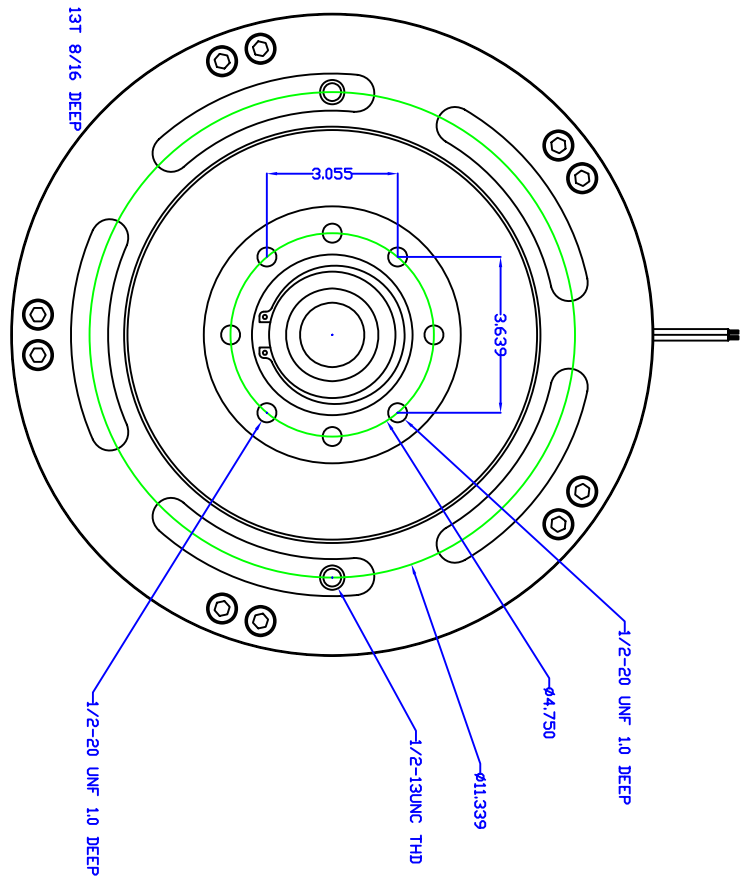 13T 8/16 DEEP
3.055
3.639
1/2-20 UNF 1.0 DEEP
ø4.750
ø11.339
1/2-13UNC THD
1/2-20 UNF 1.0 DEEP